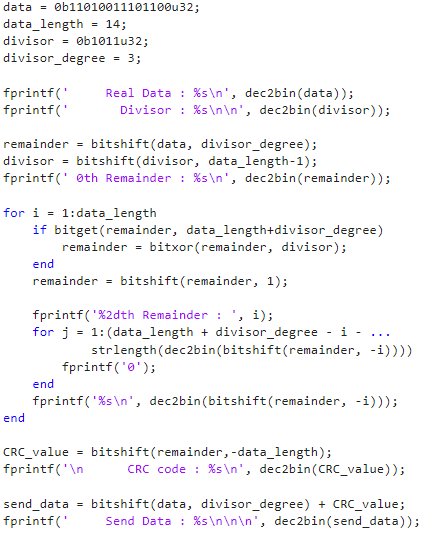 data = 0b11010011101100u32;
data_length = 14;
divisor = 0b1011u32;
divisor_degree = 3;

fprintf('     Real Data : %s\n', dec2bin(data));
fprintf('       Divisor : %s\n\n', dec2bin(divisor));

remainder = bitshift(data, divisor_degree);
divisor = bitshift(divisor, data_length-1);
fprintf(' 0th Remainder : %s\n', dec2bin(remainder));

for i = 1:data_length
    if bitget(remainder, data_length+divisor_degree)
        remainder = bitxor(remainder, divisor);
    end
    remainder = bitshift(remainder, 1);

    fprintf('%2dth Remainder : ', i);
    for j = 1:(data_length + divisor_degree - i - ...
            strlength(dec2bin(bitshift(remainder, -i))))
        fprintf('0');
    end
    fprintf('%s\n', dec2bin(bitshift(remainder, -i)));
end

CRC_value = bitshift(remainder,-data_length);
fprintf('\n      CRC code : %s\n', dec2bin(CRC_value));

send_data = bitshift(data, divisor_degree) + CRC_value;
fprintf('     Send Data : %s\n\n\n', dec2bin(send_data));